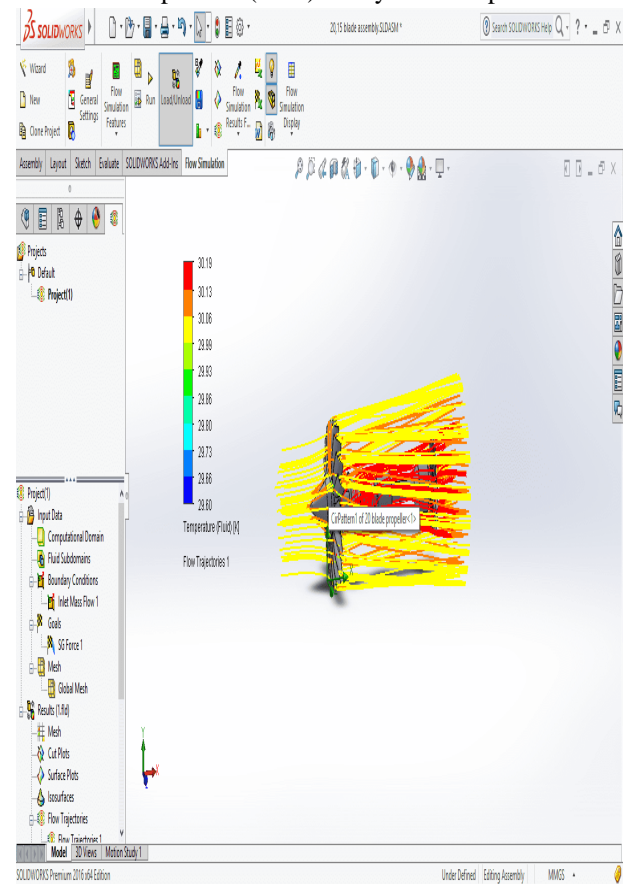 SOLIDWORKS
20,15 blade assembly.SLDASM *
Search SOLIDWORKS Help
Wizard
New
Clone Project
General Settings
Flow Simulation Features
Run
Load/Unload
Flow Simulation Results F...
Flow Simulation Display
Assembly Layout Sketch Evaluate SOLIDWORKS Add-Ins Flow Simulation
Projects
Default
Project(1)
30.19
30.13
30.06
29.99
29.93
29.86
29.80
29.73
29.66
29.60
Temperature (Fluid) [K]
Flow Trajectories 1
CirPattern1 of 20 blade propeller<1>
X
Project(1)
Input Data
Computational Domain
Fluid Subdomains
Boundary Conditions
Inlet Mass Flow 1
Goals
SG Force 1
Mesh
Global Mesh
Results (1.fld)
Mesh
Cut Plots
Surface Plots
Isosurfaces
Flow Trajectories
Flow Trajectories 1
Y
X
Model 3D Views Motion Study 1
SOLIDWORKS Premium 2016 x64 Edition
Under Defined Editing Assembly MMGS